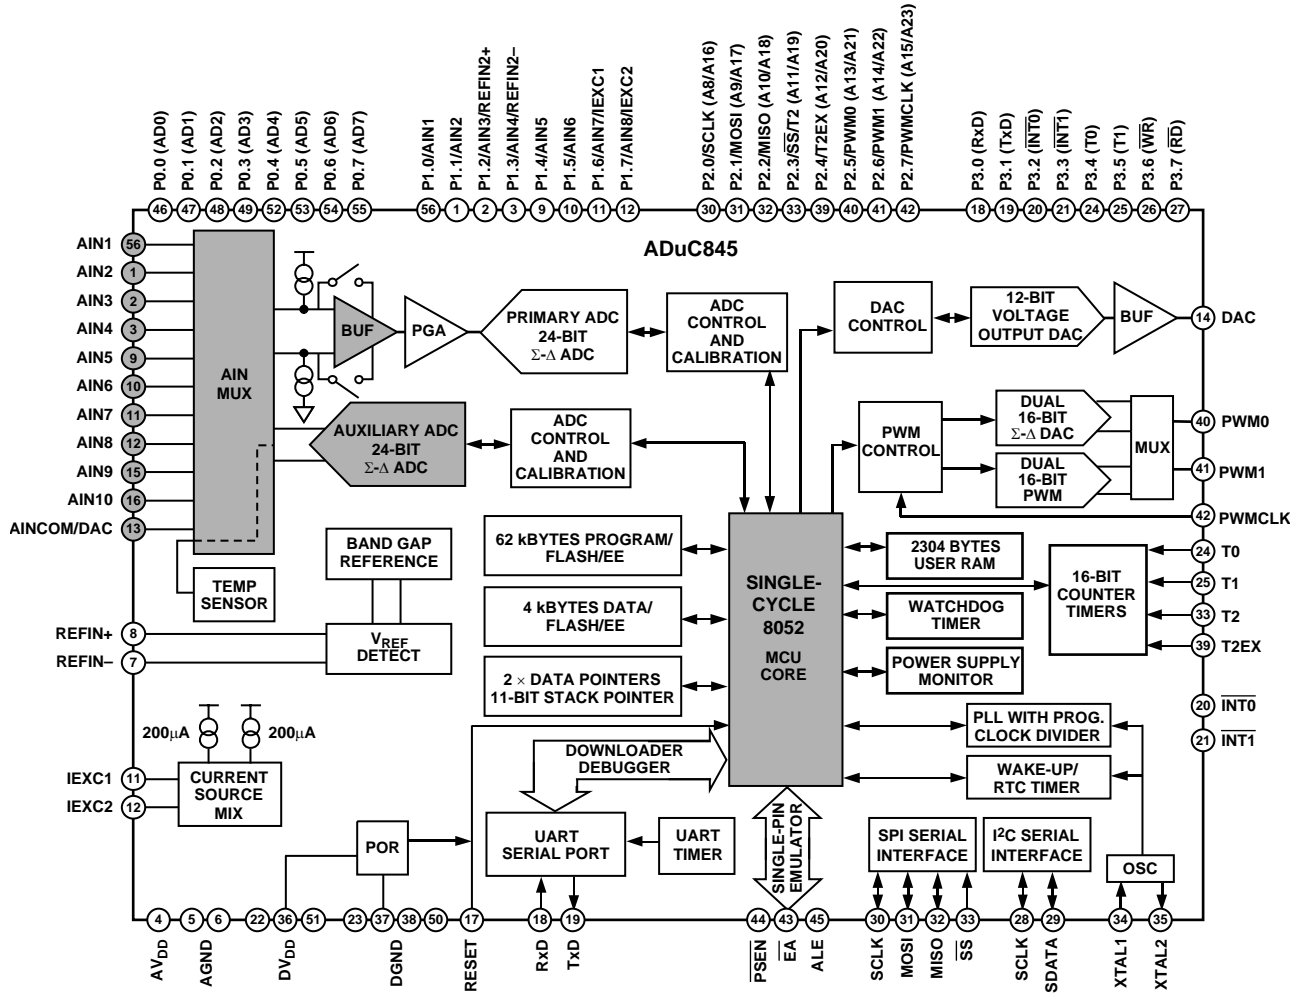 P0.0 (AD0)
P0.1 (AD1)
P0.2 (AD2)
P0.3 (AD3)
P0.4 (AD4)
P0.5 (AD5)
P0.6 (AD6)
P0.7 (AD7)
P1.0/AIN1
P1.1/AIN2
P1.2/AIN3/REFIN2+
P1.3/AIN4/REFIN2–
P1.4/AIN5
P1.5/AIN6
P1.6/AIN7/IEXC1
P1.7/AIN8/IEXC2
P2.0/SCLK (A8/A16)
P2.1/MOSI (A9/A17)
P2.2/MISO (A10/A18)
P2.3/SS/T2 (A11/A19)
P2.4/T2EX (A12/A20)
P2.5/PWM0 (A13/A21)
P2.6/PWM1 (A14/A22)
P2.7/PWMCLK (A15/A23)
P3.0 (RxD)
P3.1 (TxD)
P3.2 (INT0)
P3.3 (INT1)
P3.4 (T0)
P3.5 (T1)
P3.6 (WR)
P3.7 (RD)
46 47 48 49 52 53 54 55
56 1 2 3 9 10 11 12
30 31 32 33 39 40 41 42
18 19 20 21 24 25 26 27
ADuC845
AIN1 56
AIN2 1
AIN3 2
AIN4 3
AIN5 9
AIN6 10
AIN7 11
AIN8 12
AIN9 15
AIN10 16
AINCOM/DAC 13
AIN
MUX
BUF
PGA
PRIMARY ADC
24-BIT
Σ-Δ ADC
ADC
CONTROL
AND
CALIBRATION
AUXILIARY ADC
24-BIT
Σ-Δ ADC
ADC
CONTROL
AND
CALIBRATION
DAC
CONTROL
12-BIT
VOLTAGE
OUTPUT DAC
BUF
14 DAC
PWM
CONTROL
DUAL
16-BIT
Σ-Δ DAC
DUAL
16-BIT
PWM
MUX
40 PWM0
41 PWM1
42 PWMCLK
TEMP
SENSOR
BAND GAP
REFERENCE
VREF
DETECT
REFIN+ 8
REFIN– 7
62 kBYTES PROGRAM/
FLASH/EE
4 kBYTES DATA/
FLASH/EE
2 × DATA POINTERS
11-BIT STACK POINTER
SINGLE-
CYCLE
8052
MCU
CORE
2304 BYTES
USER RAM
WATCHDOG
TIMER
POWER SUPPLY
MONITOR
16-BIT
COUNTER
TIMERS
24 T0
25 T1
33 T2
39 T2EX
20 INT0
21 INT1
PLL WITH PROG.
CLOCK DIVIDER
WAKE-UP/
RTC TIMER
200μA
200μA
IEXC1 11
IEXC2 12
CURRENT
SOURCE
MIX
DOWNLOADER
DEBUGGER
POR
UART
SERIAL PORT
UART
TIMER
SINGLE-PIN
EMULATOR
SPI SERIAL
INTERFACE
I2C SERIAL
INTERFACE
OSC
4 5 6 22 36 51 23 37 38 50 17 18 19 44 43 45 30 31 32 33 28 29 34 35
AVDD
AGND
DVDD
DGND
RESET
RxD
TxD
PSEN
EA
ALE
SCLK
MOSI
MISO
SS
SCLK
SDATA
XTAL1
XTAL2